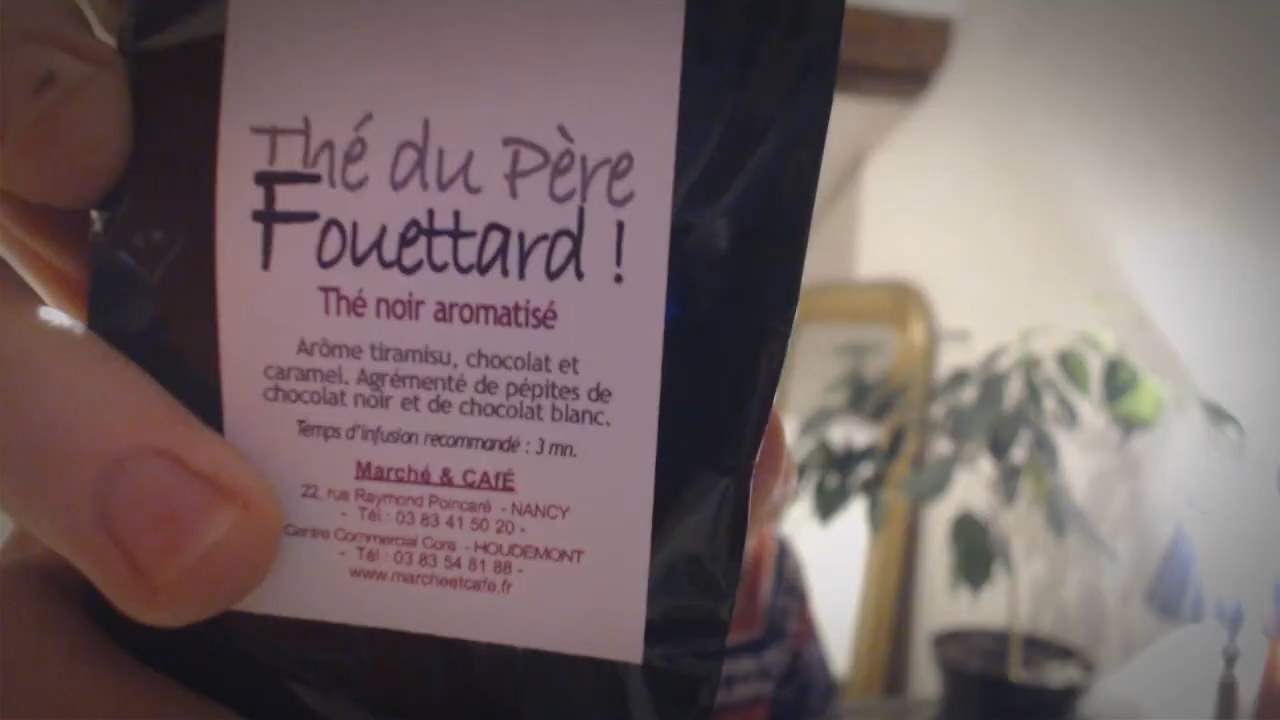 Thé du Père
Fouettard !
Thé noir aromatisé
Arôme tiramisu, chocolat et
caramel. Agrémenté de pépites de
chocolat noir et de chocolat blanc.
Temps d'infusion recommandé : 3 mn.
Marché & CAfÉ
22, rue Raymond Poincaré - NANCY
- Tél : 03 83 41 50 20 -
Centre Commercial Cora - HOUDEMONT
- Tél : 03 83 54 81 88 -
www.marcheetcafe.fr